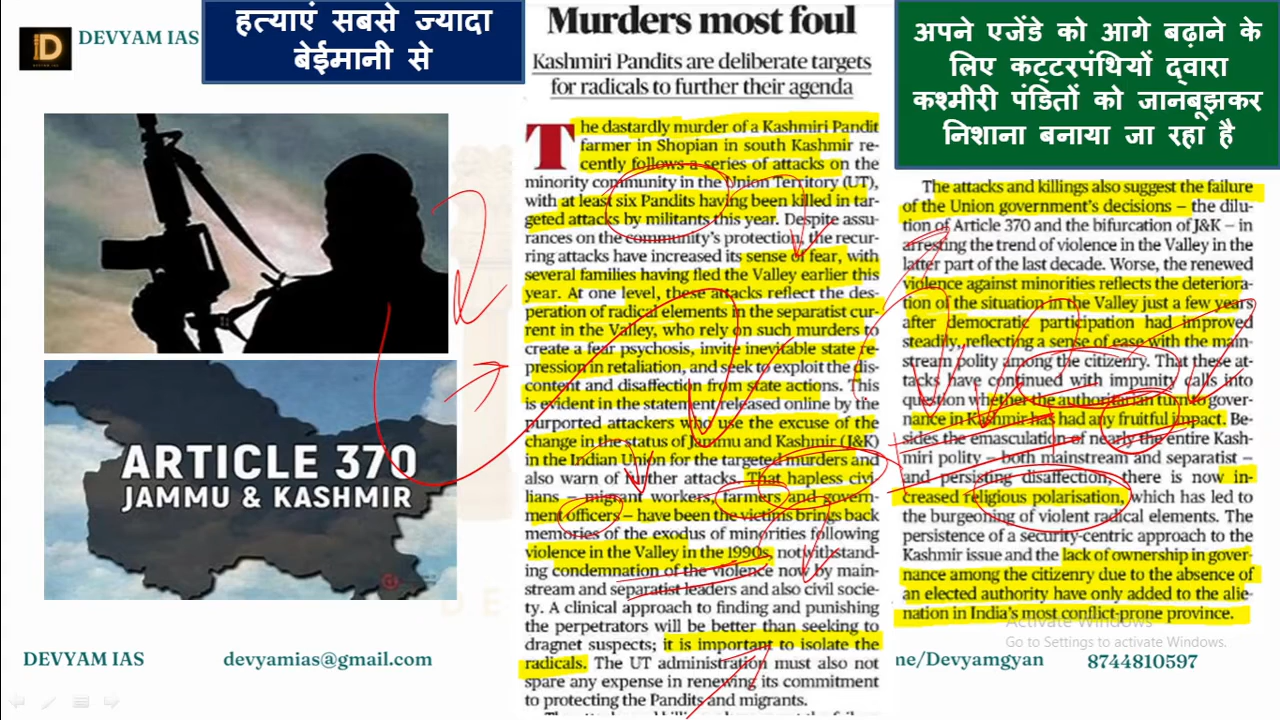 DEVYAM IAS
हत्याएं सबसे ज्यादा
बेईमानी से
ARTICLE 370
JAMMU & KASHMIR
Murders most foul
Kashmiri Pandits are deliberate targets
for radicals to further their agenda
The dastardly murder of a Kashmiri Pandit
farmer in Shopian in south Kashmir re-
cently follows a series of attacks on the
minority community in the Union Territory (UT),
with at least six Pandits having been killed in tar-
geted attacks by militants this year. Despite assu-
rances on the community's protection, the recur-
ring attacks have increased its sense of fear, with
several families having fled the Valley earlier this
year. At one level, these attacks reflect the des-
peration of radical elements in the separatist cur-
rent in the Valley, who rely on such murders to
create a fear psychosis, invite inevitable state re-
pression in retaliation, and seek to exploit the dis-
content and disaffection from state actions. This
is evident in the statement released online by the
purported attackers who use the excuse of the
change in the status of Jammu and Kashmir (J&K)
in the Indian Union for the targeted murders and
also warn of further attacks. That hapless civi-
lians – migrant workers, farmers and govern-
ment officers – have been the victims brings back
memories of the exodus of minorities following
violence in the Valley in the 1990s, notwithstand-
ing condemnation of the violence now by main-
stream and separatist leaders and also civil socie-
ty. A clinical approach to finding and punishing
the perpetrators will be better than seeking to
dragnet suspects; it is important to isolate the
radicals. The UT administration must also not
spare any expense in renewing its commitment
to protecting the Pandits and migrants.
अपने एजेंडे को आगे बढ़ाने के
लिए कट्टरपंथियों द्वारा
कश्मीरी पंडितों को जानबूझकर
निशाना बनाया जा रहा है
The attacks and killings also suggest the failure
of the Union government's decisions – the dilu-
tion of Article 370 and the bifurcation of J&K – in
arresting the trend of violence in the Valley in the
latter part of the last decade. Worse, the renewed
violence against minorities reflects the deteriora-
tion of the situation in the Valley just a few years
after democratic participation had improved
steadily, reflecting a sense of ease with the main-
stream polity among the citizenry. That these at-
tacks have continued with impunity calls into
question whether the authoritarian turn to gover-
nance in Kashmir has had any fruitful impact. Be-
sides the emasculation of nearly the entire Kash-
miri polity – both mainstream and separatist –
and persisting disaffection, there is now in-
creased religious polarisation, which has led to
the burgeoning of violent radical elements. The
persistence of a security-centric approach to the
Kashmir issue and the lack of ownership in gover-
nance among the citizenry due to the absence of
an elected authority have only added to the alie-
nation in India's most conflict-prone province.
Activate Windows
Go to Settings to activate Windows.
DEVYAM IAS
devyamias@gmail.com
ne/Devyamgyan
8744810597